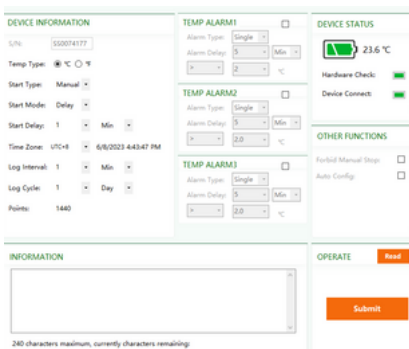 DEVICE INFORMATION
S/N: SS0074177
Temp Type: °C °F
Start Type: Manual
Start Mode: Delay
Start Delay: 1 Min
Time Zone: UTC+8 6/8/2023 4:43:47 PM
Log Interval: 1 Min
Log Cycle: 1 Day
Points: 1440
TEMP ALARM1
Alarm Type: Single
Alarm Delay: 5 Min
> 2 °C
TEMP ALARM2
Alarm Type: Single
Alarm Delay: 5 Min
> 2.0 °C
TEMP ALARM3
Alarm Type: Single
Alarm Delay: 5 Min
> 2.0 °C
DEVICE STATUS
23.6 °C
Hardware Check:
Device Connect:
OTHER FUNCTIONS
Forbid Manual Stop:
Auto Config:
INFORMATION
240 characters maximum, currently characters remaining:
OPERATE Read
Submit